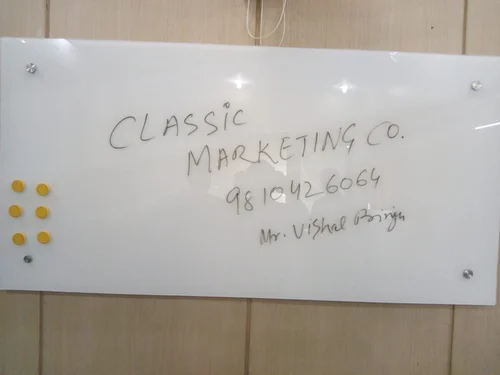 CLASSiC
MARKETING CO.
9810426064
Mr. Vishal